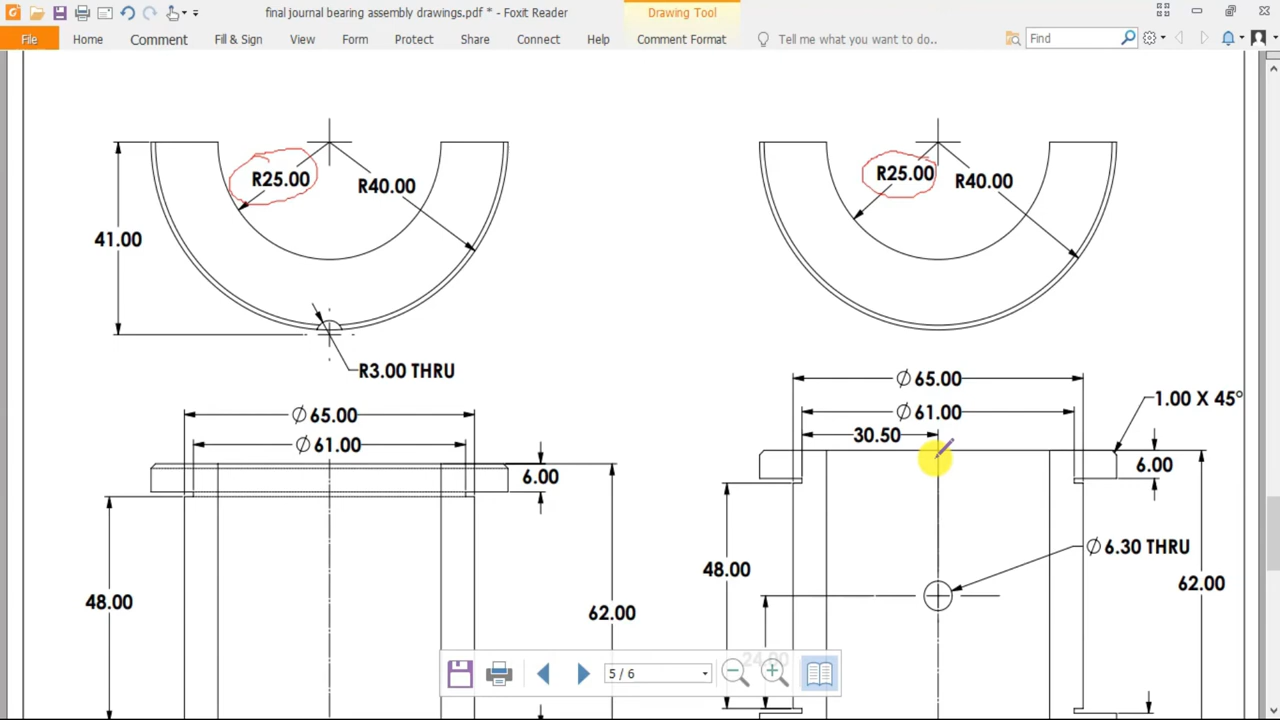 final journal bearing assembly drawings.pdf * - Foxit Reader
Drawing Tool
File Home Comment Fill & Sign View Form Protect Share Connect Help Comment Format Tell me what you want to do.. Find
R25.00
R40.00
41.00
R3.00 THRU
R25.00
R40.00
∅ 65.00
∅ 61.00
6.00
48.00
62.00
∅ 65.00
∅ 61.00
30.50
1.00 X 45°
6.00
∅ 6.30 THRU
48.00
62.00
24.00
5 / 6